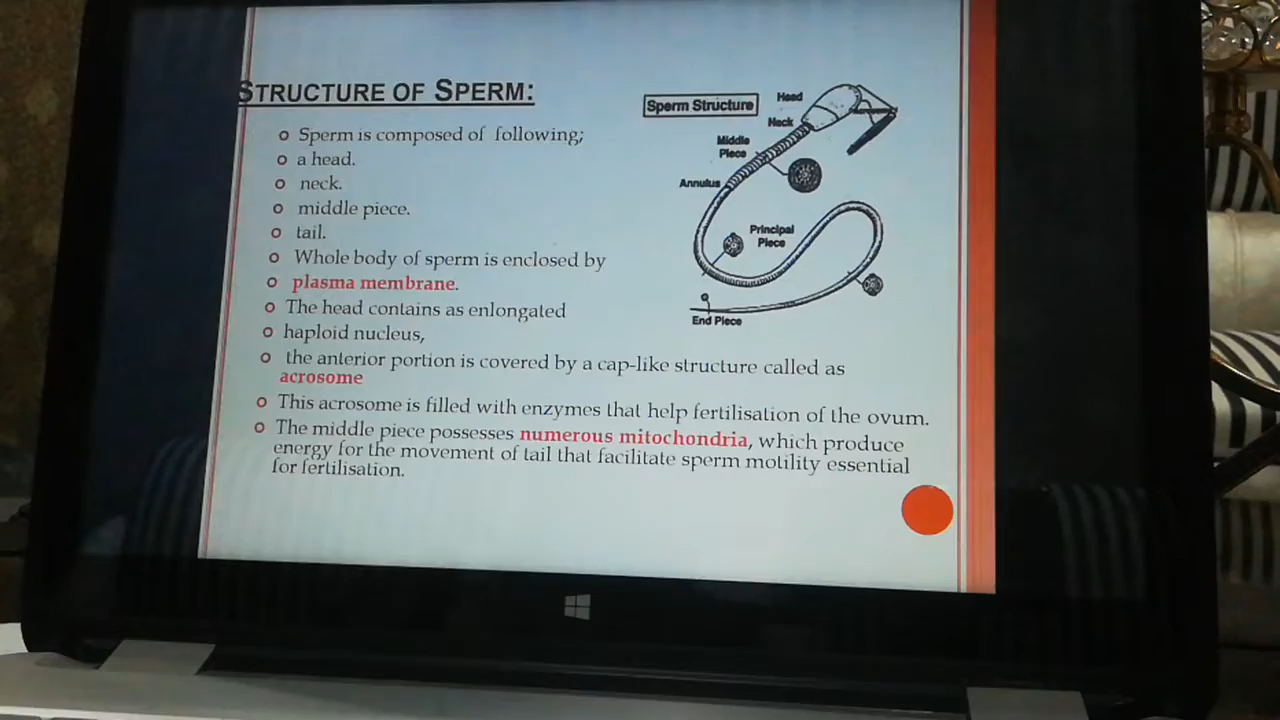 STRUCTURE OF SPERM:
Sperm is composed of following;
a head.
neck.
middle piece.
tail.
Whole body of sperm is enclosed by
plasma membrane.
The head contains as enlongated
haploid nucleus,
the anterior portion is covered by a cap-like structure called as
acrosome
This acrosome is filled with enzymes that help fertilisation of the ovum.
The middle piece possesses numerous mitochondria, which produce
energy for the movement of tail that facilitate sperm motility essential
for fertilisation.
Sperm Structure
Head
Neck
Middle
Piece
Annulus
Principal
Piece
End Piece